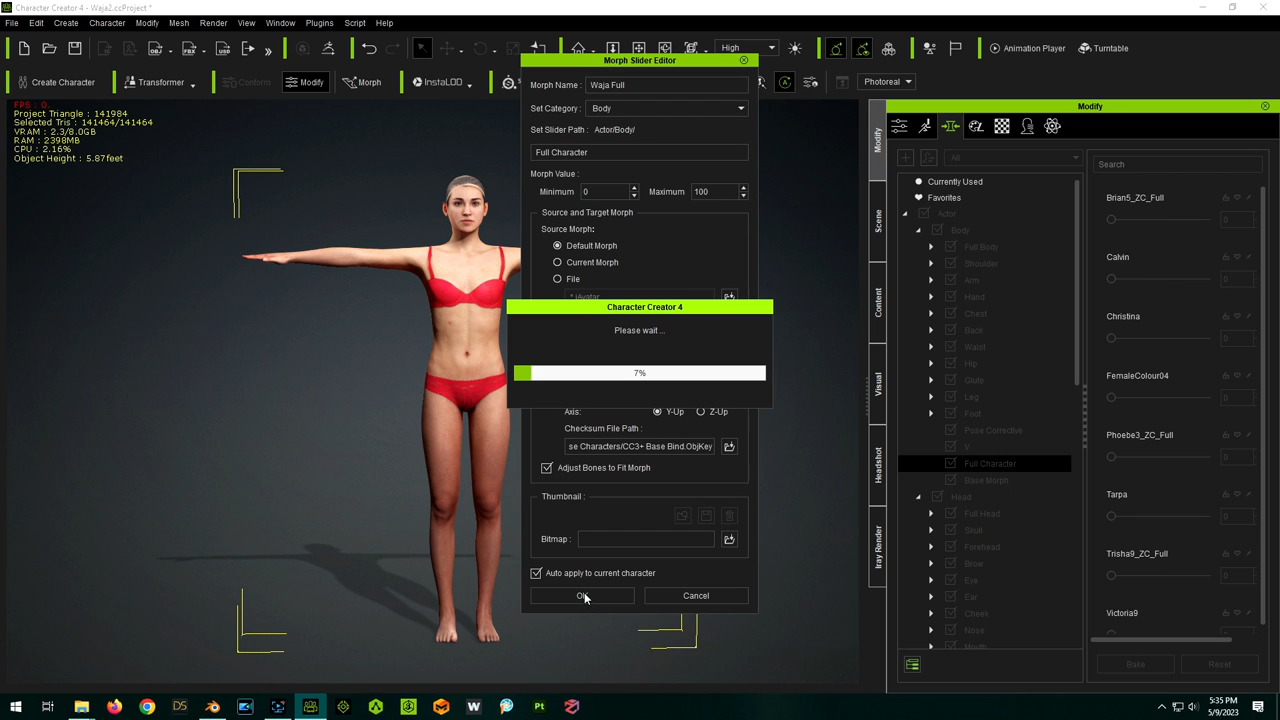 Character Creator 4 - Waja2.ccProject *
File Edit Create Character Modify Mesh Render View Window Plugins Script Help
OBJ FBX USD High Animation Player Turntable
Create Character Transformer Conform Modify Morph InstaLOD Photoreal
FPS : 0.
Project Triangle : 141984
Selected Tris : 141464/141464
VRAM : 2.3/8.0GB
RAM : 2398MB
CPU : 2.16%
Object Height : 5.87feet
Morph Slider Editor
Morph Name : Waja Full
Set Category : Body
Set Slider Path : Actor/Body/
Full Character
Morph Value :
Minimum 0 Maximum 100
Source and Target Morph
Source Morph:
Default Morph
Current Morph
File
*.iAvatar
Character Creator 4
Please wait ...
7%
Axis: Y-Up Z-Up
Checksum File Path :
se Characters/CC3+ Base Bind.ObjKey
Adjust Bones to Fit Morph
Thumbnail :
Bitmap :
Auto apply to current character
Cancel
Modify
Scene
Content
Visual
Headshot
Iray Render
Modify
All
Search
Currently Used
Favorites
Actor
Body
Full Body
Shoulder
Arm
Hand
Chest
Back
Waist
Hip
Glute
Leg
Foot
Pose Corrective
V
Full Character
Base Morph
Head
Full Head
Skull
Forehead
Brow
Eye
Ear
Cheek
Nose
Mouth
Brian5_ZC_Full
0
Calvin
0
Christina
0
FemaleColour04
0
Phoebe3_ZC_Full
0
Tarpa
0
Trisha9_ZC_Full
0
Victoria9
Bake Reset
DS W Pt
5:35 PM
5/9/2023